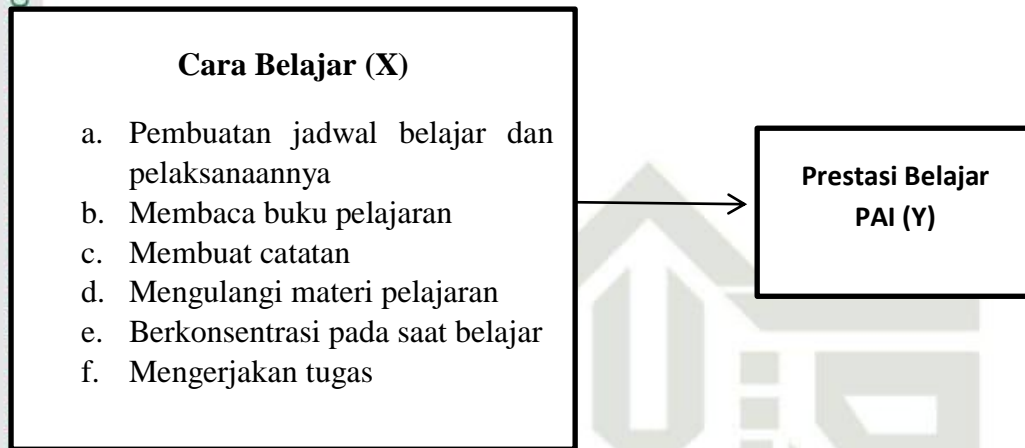 Cara Belajar (X)
a. Pembuatan jadwal belajar dan
pelaksanaannya
b. Membaca buku pelajaran
c. Membuat catatan
d. Mengulangi materi pelajaran
e. Berkonsentrasi pada saat belajar
f. Mengerjakan tugas
Prestasi Belajar
PAI (Y)